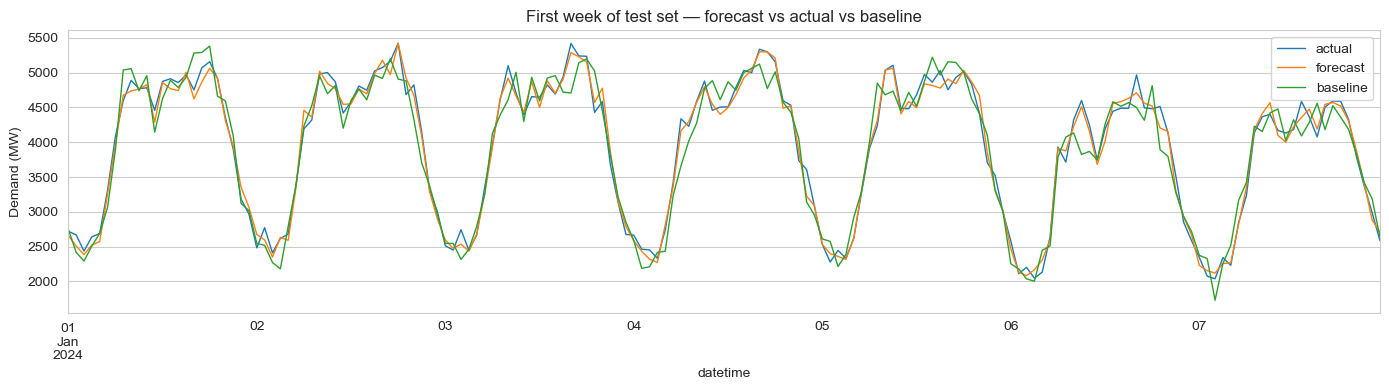 First week of test set — forecast vs actual vs baseline
5500
5000
4500
4000
3500
3000
2500
2000
Demand (MW)
actual
forecast
baseline
01 02 03 04 05 06 07
Jan
2024
datetime